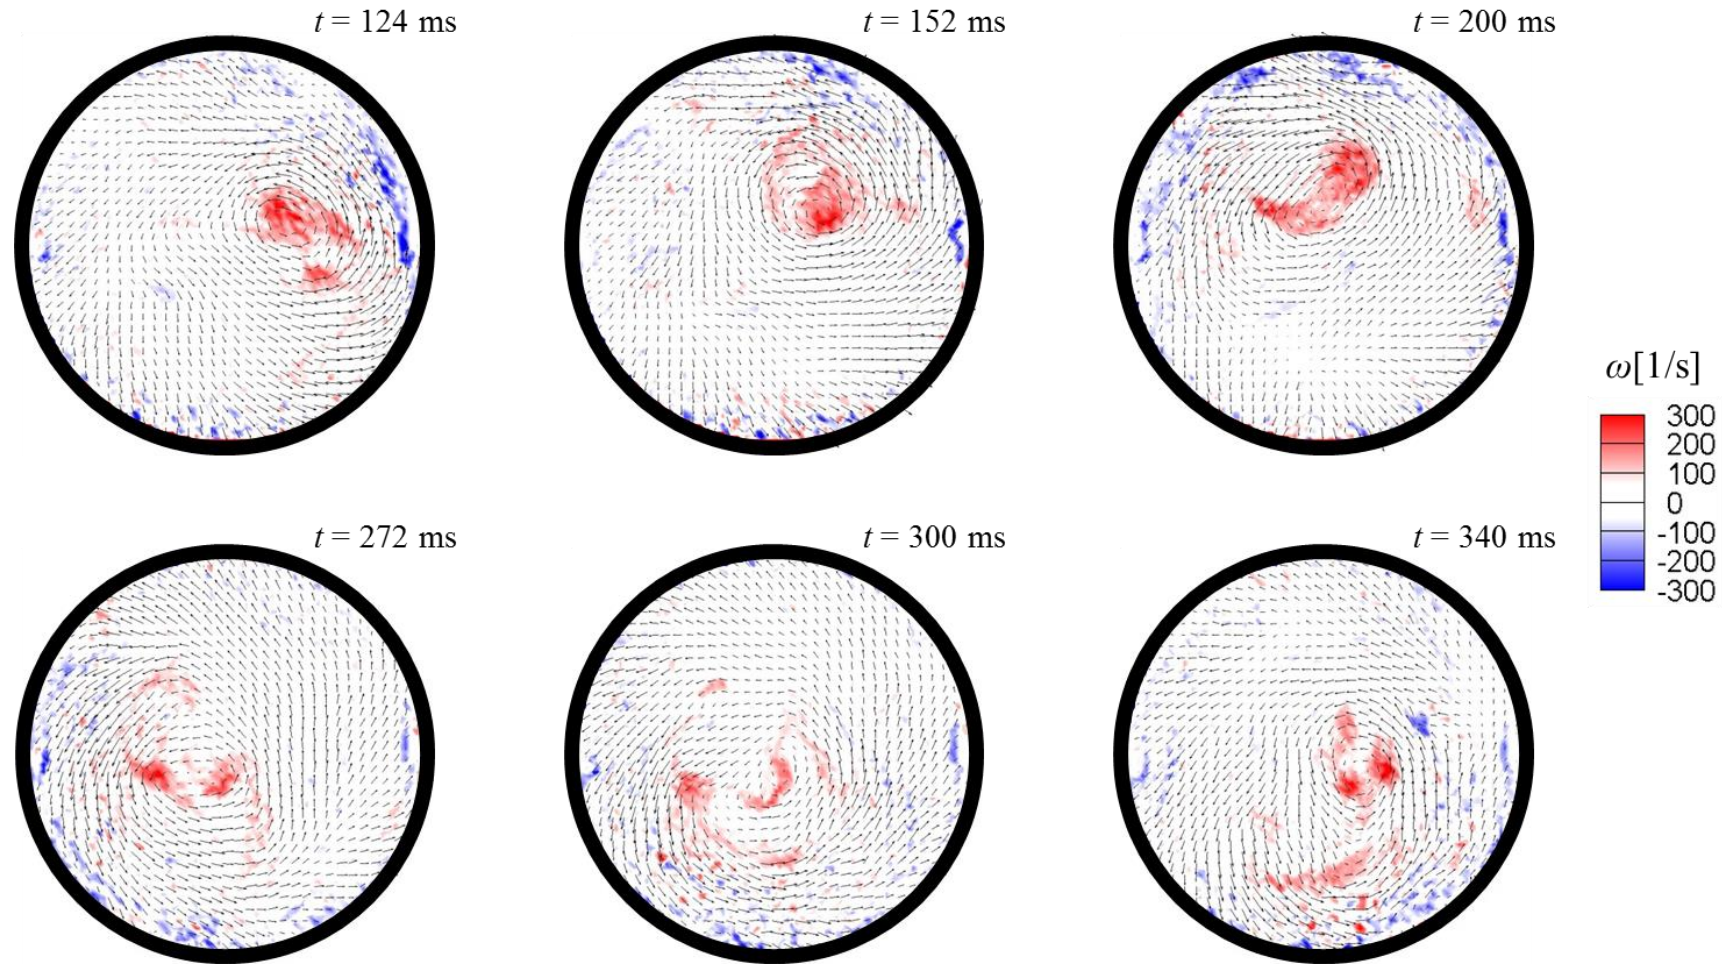 t = 124 ms
t = 152 ms
t = 200 ms
ω[1/s]
300
200
100
0
-100
-200
-300
t = 272 ms
t = 300 ms
t = 340 ms